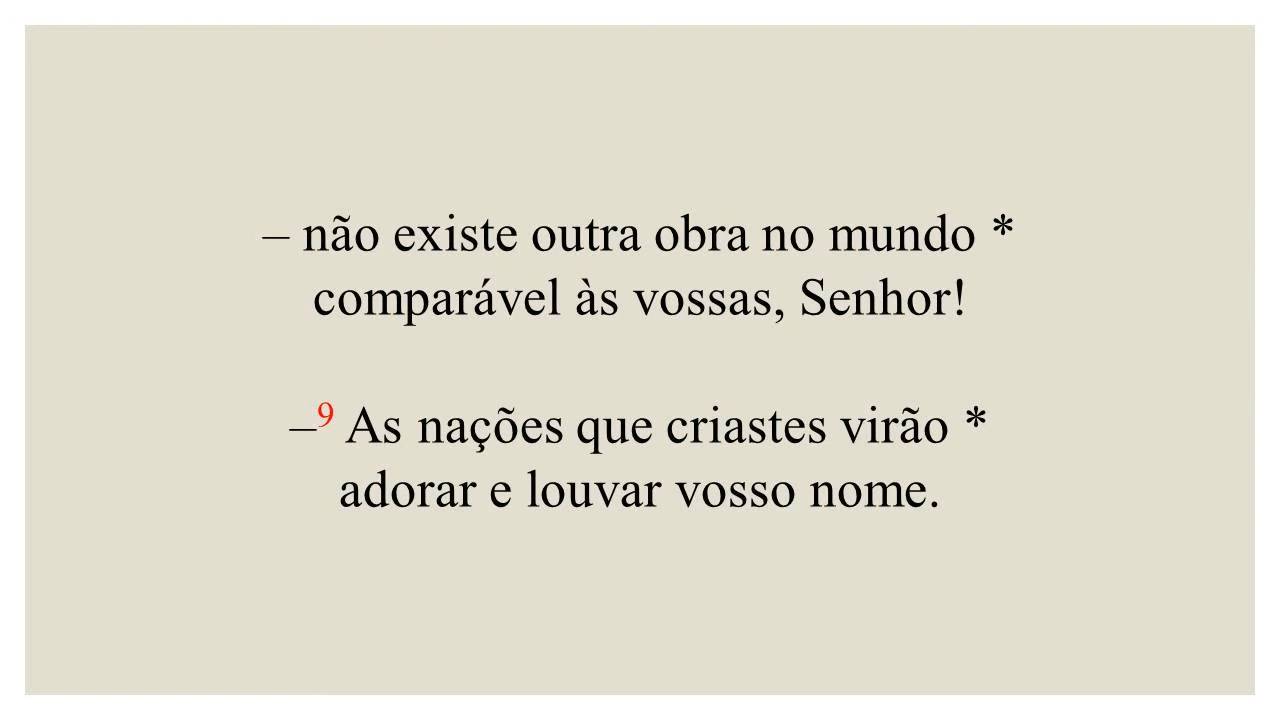 – não existe outra obra no mundo *
comparável às vossas, Senhor!
–9 As nações que criastes virão *
adorar e louvar vosso nome.